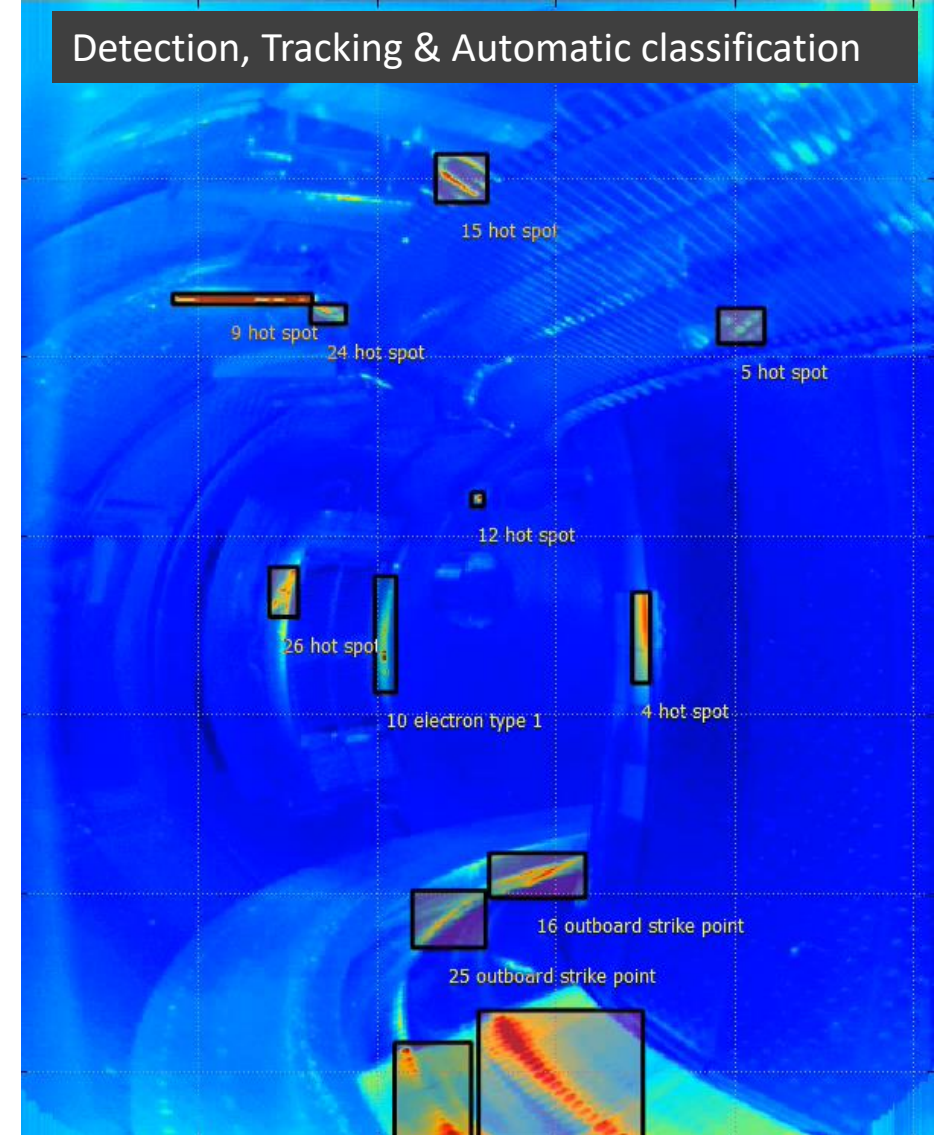 Detection, Tracking & Automatic classification
15 hot spot
9 hot spot
24 hot spot
5 hot spot
12 hot spot
26 hot spot
4 hot spot
10 electron type 1
16 outboard strike point
25 outboard strike point